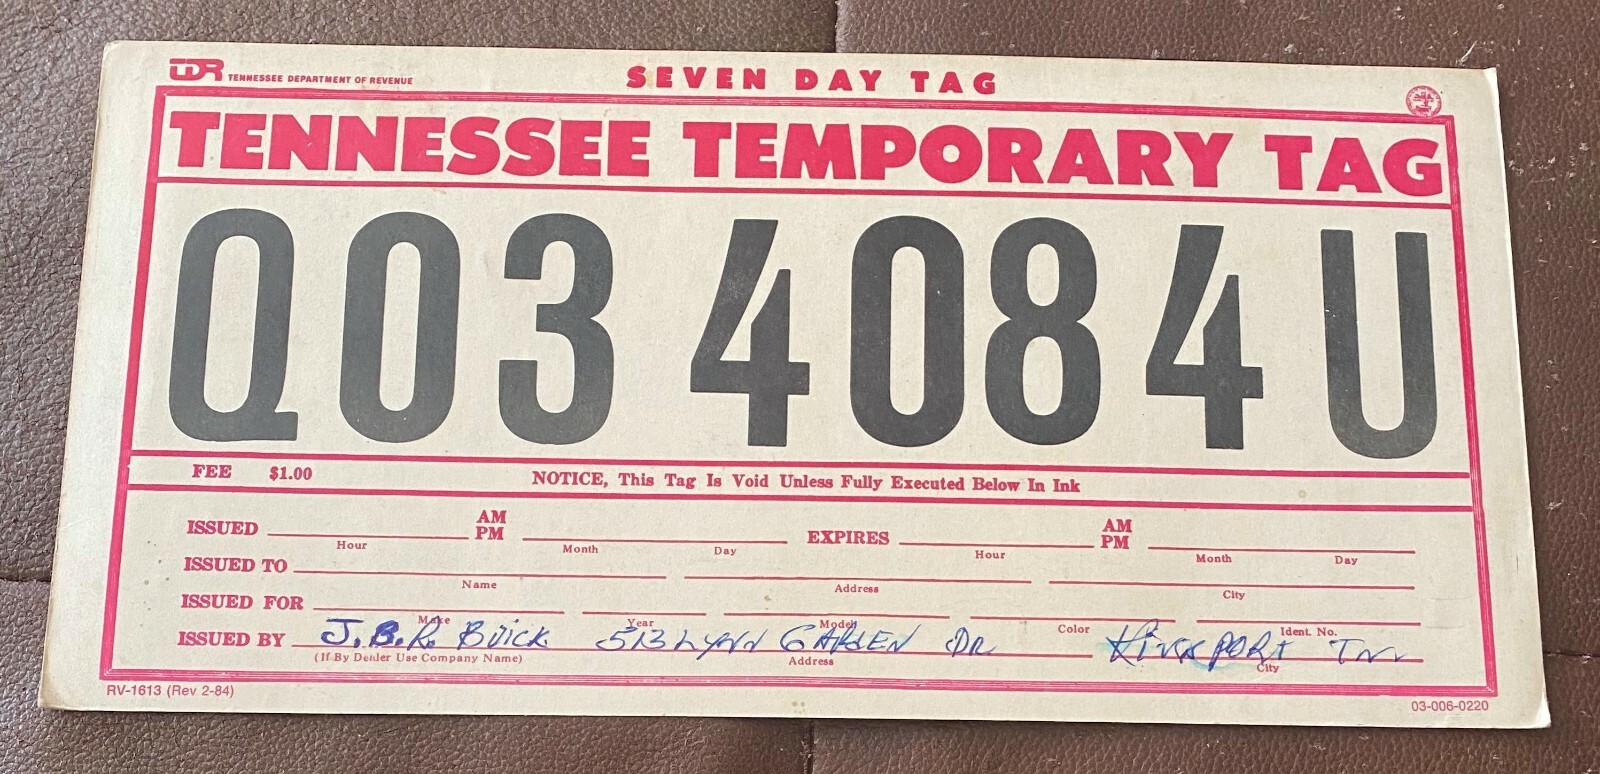 TDR TENNESSEE DEPARTMENT OF REVENUE SEVEN DAY TAG
TENNESSEE TEMPORARY TAG
Q034084U
FEE $1.00 NOTICE, This Tag Is Void Unless Fully Executed Below In Ink
ISSUED AM PM EXPIRES AM PM
Hour Month Day Hour Month Day
ISSUED TO
Name Address City
ISSUED FOR
Make Year Model Color Ident. No.
ISSUED BY J.B.R. Buick 513 Lynn Garden DR Kingsport Tnn
(If By Dealer Use Company Name) Address City
RV-1613 (Rev 2-84) 03-006-0220